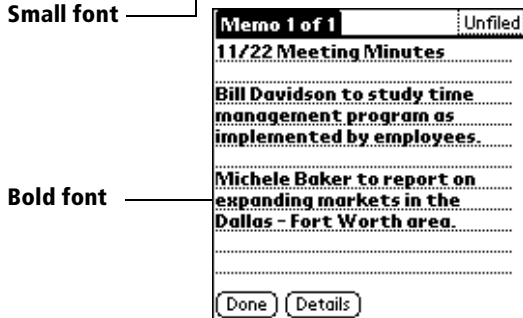 Small font
Memo 1 of 1 Unfiled
11/22 Meeting Minutes
Bill Davidson to study time
management program as
implemented by employees.
Michele Baker to report on
Bold font
expanding markets in the
Dallas - Fort Worth area.
Done Details